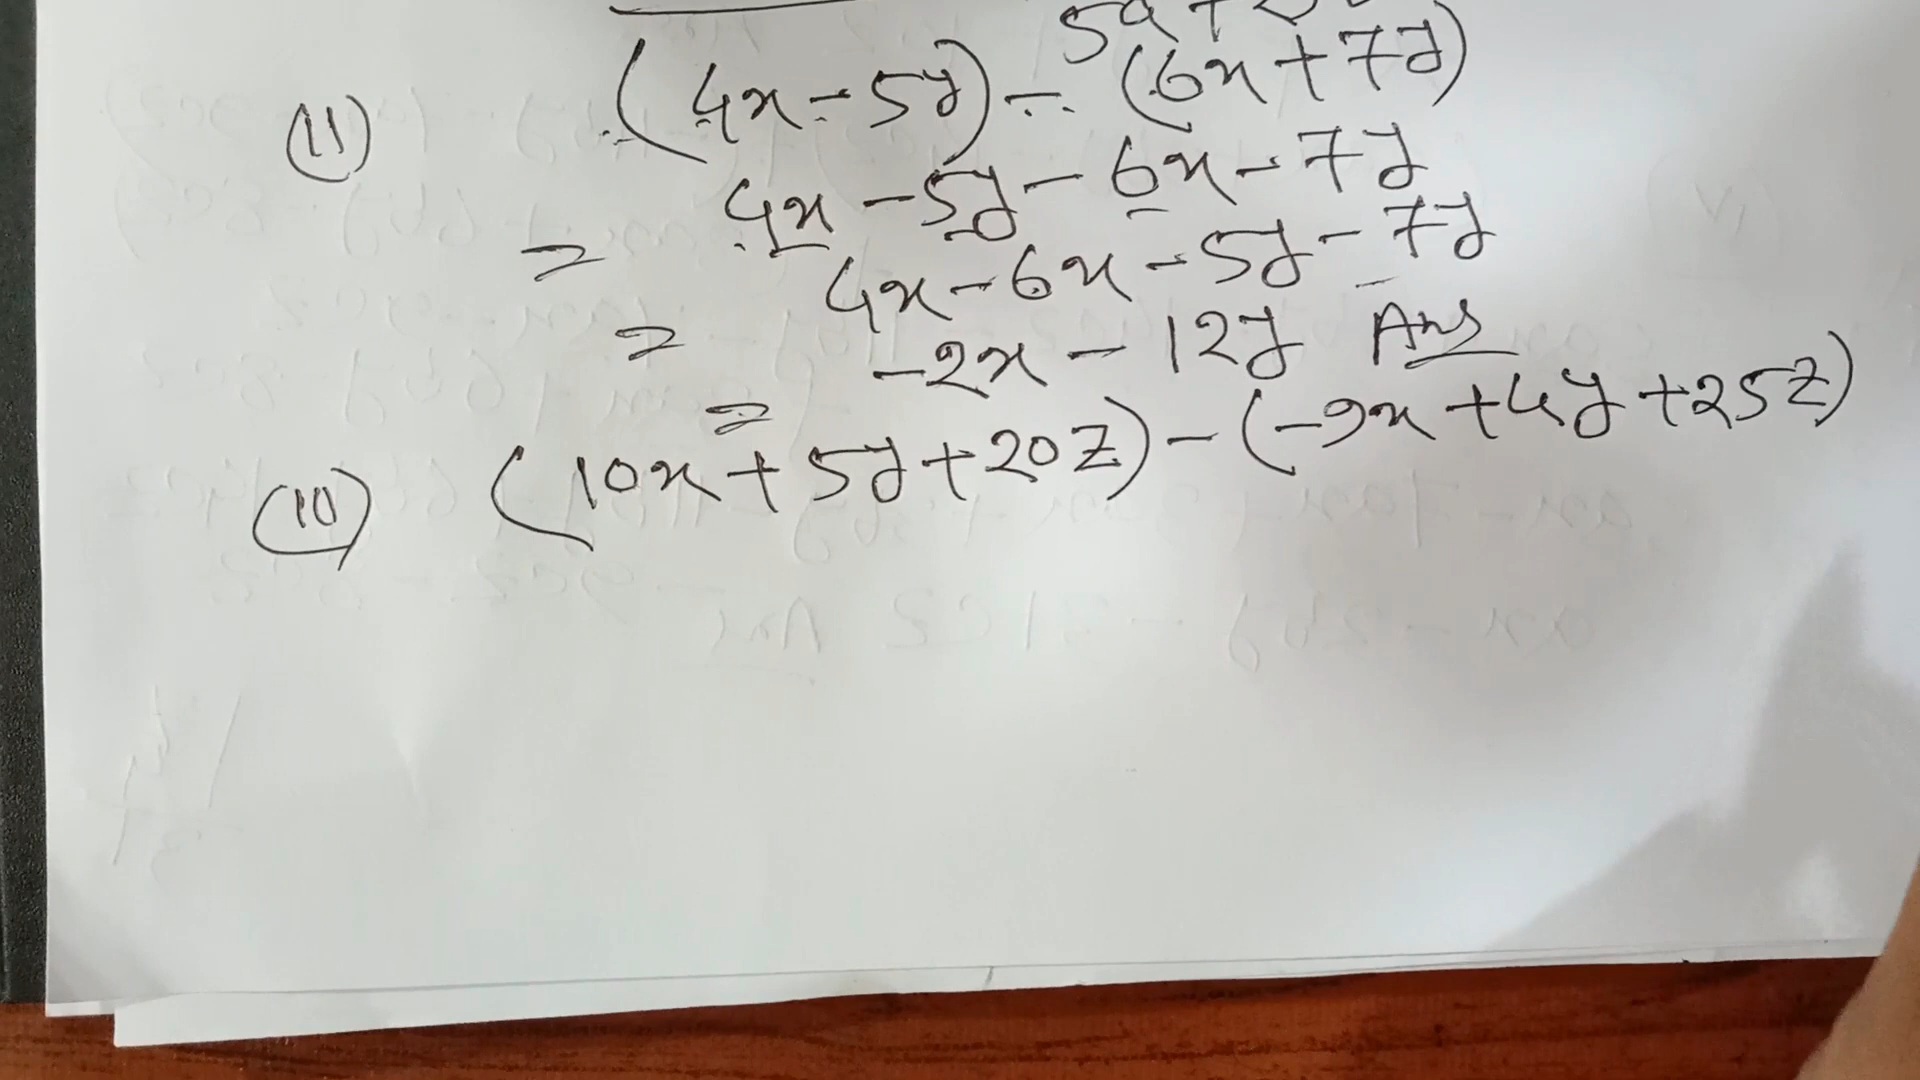 5a +
(11) (4x - 5y) - (6x + 7y)
= 4x - 5y - 6x - 7y
= 4x - 6x - 5y - 7y
= -2x - 12y Ans
(10) (10x + 5y + 20z) - (-9x + 4y + 25z)